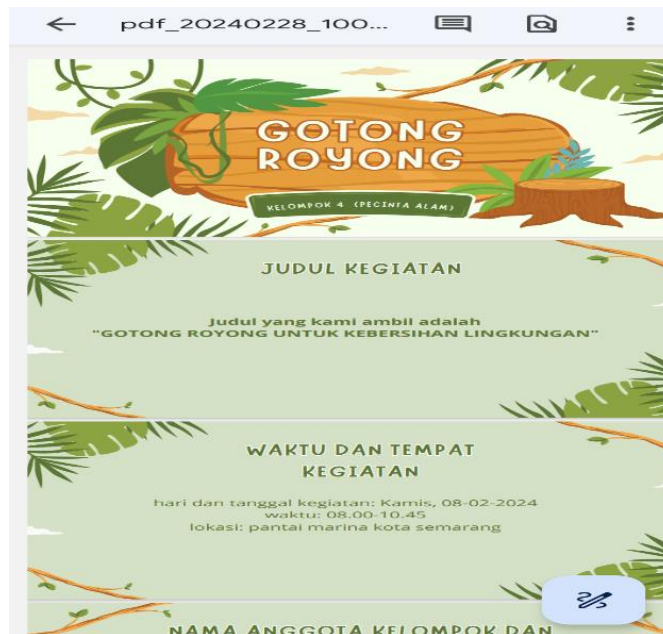 pdf_20240228_100...
GOTONG
ROYONG
KELOMPOK 4 (PECINTA ALAM)
JUDUL KEGIATAN
Judul yang kami ambil adalah
"GOTONG ROYONG UNTUK KEBERSIHAN LINGKUNGAN"
WAKTU DAN TEMPAT
KEGIATAN
hari dan tanggal kegiatan: Kamis, 08-02-2024
waktu: 08.00-10.45
lokasi: pantai marina kota semarang
NAMA ANGGOTA KELOMPOK DAN